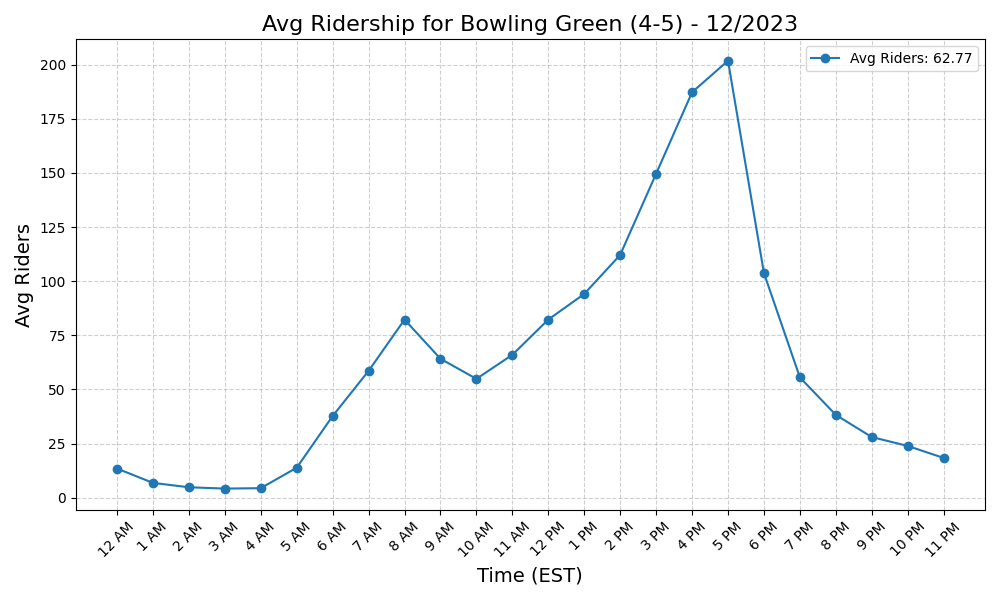 Avg Ridership for Bowling Green (4-5) - 12/2023
Avg Riders: 62.77
200
175
150
125
100
75
50
25
0
Avg Riders
12 AM
1 AM
2 AM
3 AM
4 AM
5 AM
6 AM
7 AM
8 AM
9 AM
10 AM
11 AM
12 PM
1 PM
2 PM
3 PM
4 PM
5 PM
6 PM
7 PM
8 PM
9 PM
10 PM
11 PM
Time (EST)